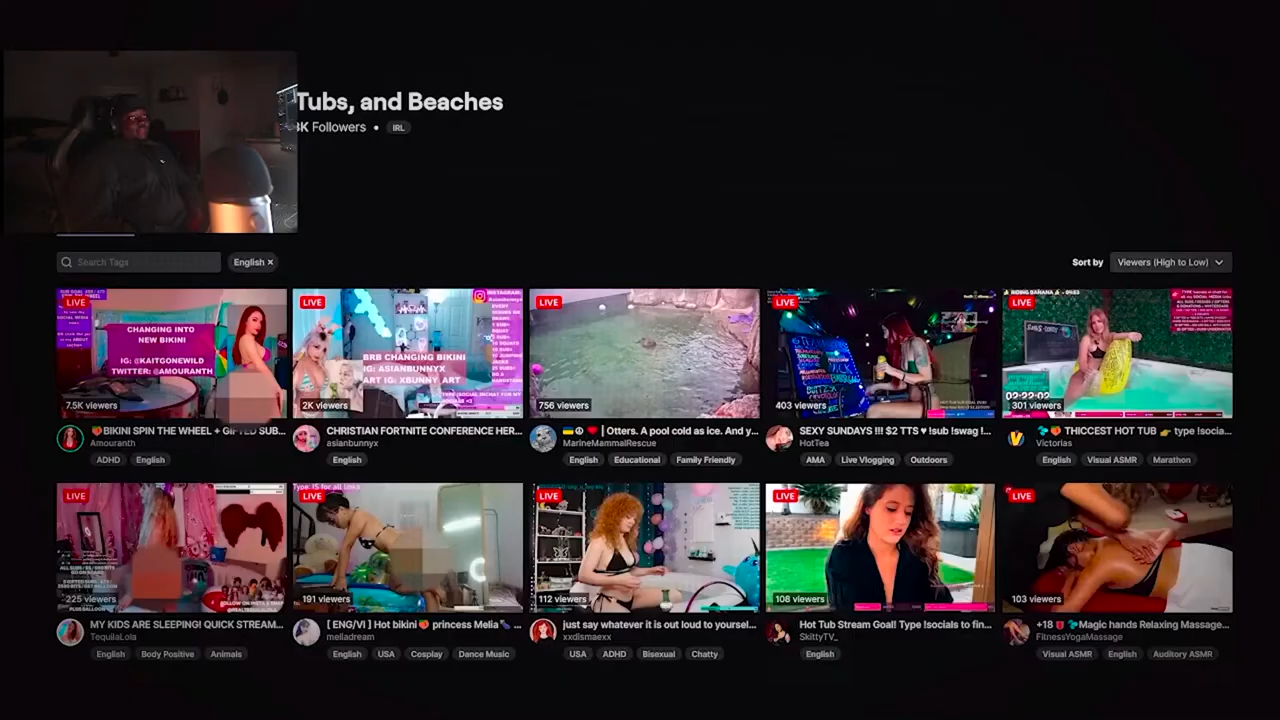 Tubs, and Beaches
3K Followers • IRL
Search Tags
English ×
Sort by
Viewers (High to Low)
LIVE
CHANGING INTO
NEW BIKINI
IG: @KAITGONEWILD
TWITTER: @AMOURANTH
7.5K viewers
LIVE
BRB CHANGING BIKINI
IG: ASIANBUNNYX
ART IG: XBUNNY_ART
2K viewers
LIVE
756 viewers
LIVE
403 viewers
LIVE
301 viewers
🍑BIKINI SPIN THE WHEEL + GIFTED SUB...
Amouranth
ADHD English
CHRISTIAN FORTNITE CONFERENCE HER...
asianbunnyx
English
| Otters. A pool cold as ice. And y...
MarineMammalRescue
English Educational Family Friendly
SEXY SUNDAYS !!! $2 TTS ♥ !sub !swag !...
HotTea
AMA Live Vlogging Outdoors
THICCEST HOT TUB 👉 type !socia...
Victorias
English Visual ASMR Marathon
LIVE
225 viewers
LIVE
Type: !S for all links
191 viewers
LIVE
112 viewers
LIVE
108 viewers
LIVE
103 viewers
MY KIDS ARE SLEEPING! QUICK STREAM...
TequilaLola
English Body Positive Animals
[ ENG/VI ] Hot bikini🍑 princess Melia🍆 ...
meliadream
English USA Cosplay Dance Music
just say whatever it is out loud to yoursel...
xxdismaexx
USA ADHD Bisexual Chatty
Hot Tub Stream Goal! Type !socials to fin...
SkittyTV_
English
+18 Magic hands Relaxing Massage...
FitnessYogaMassage
Visual ASMR English Auditory ASMR